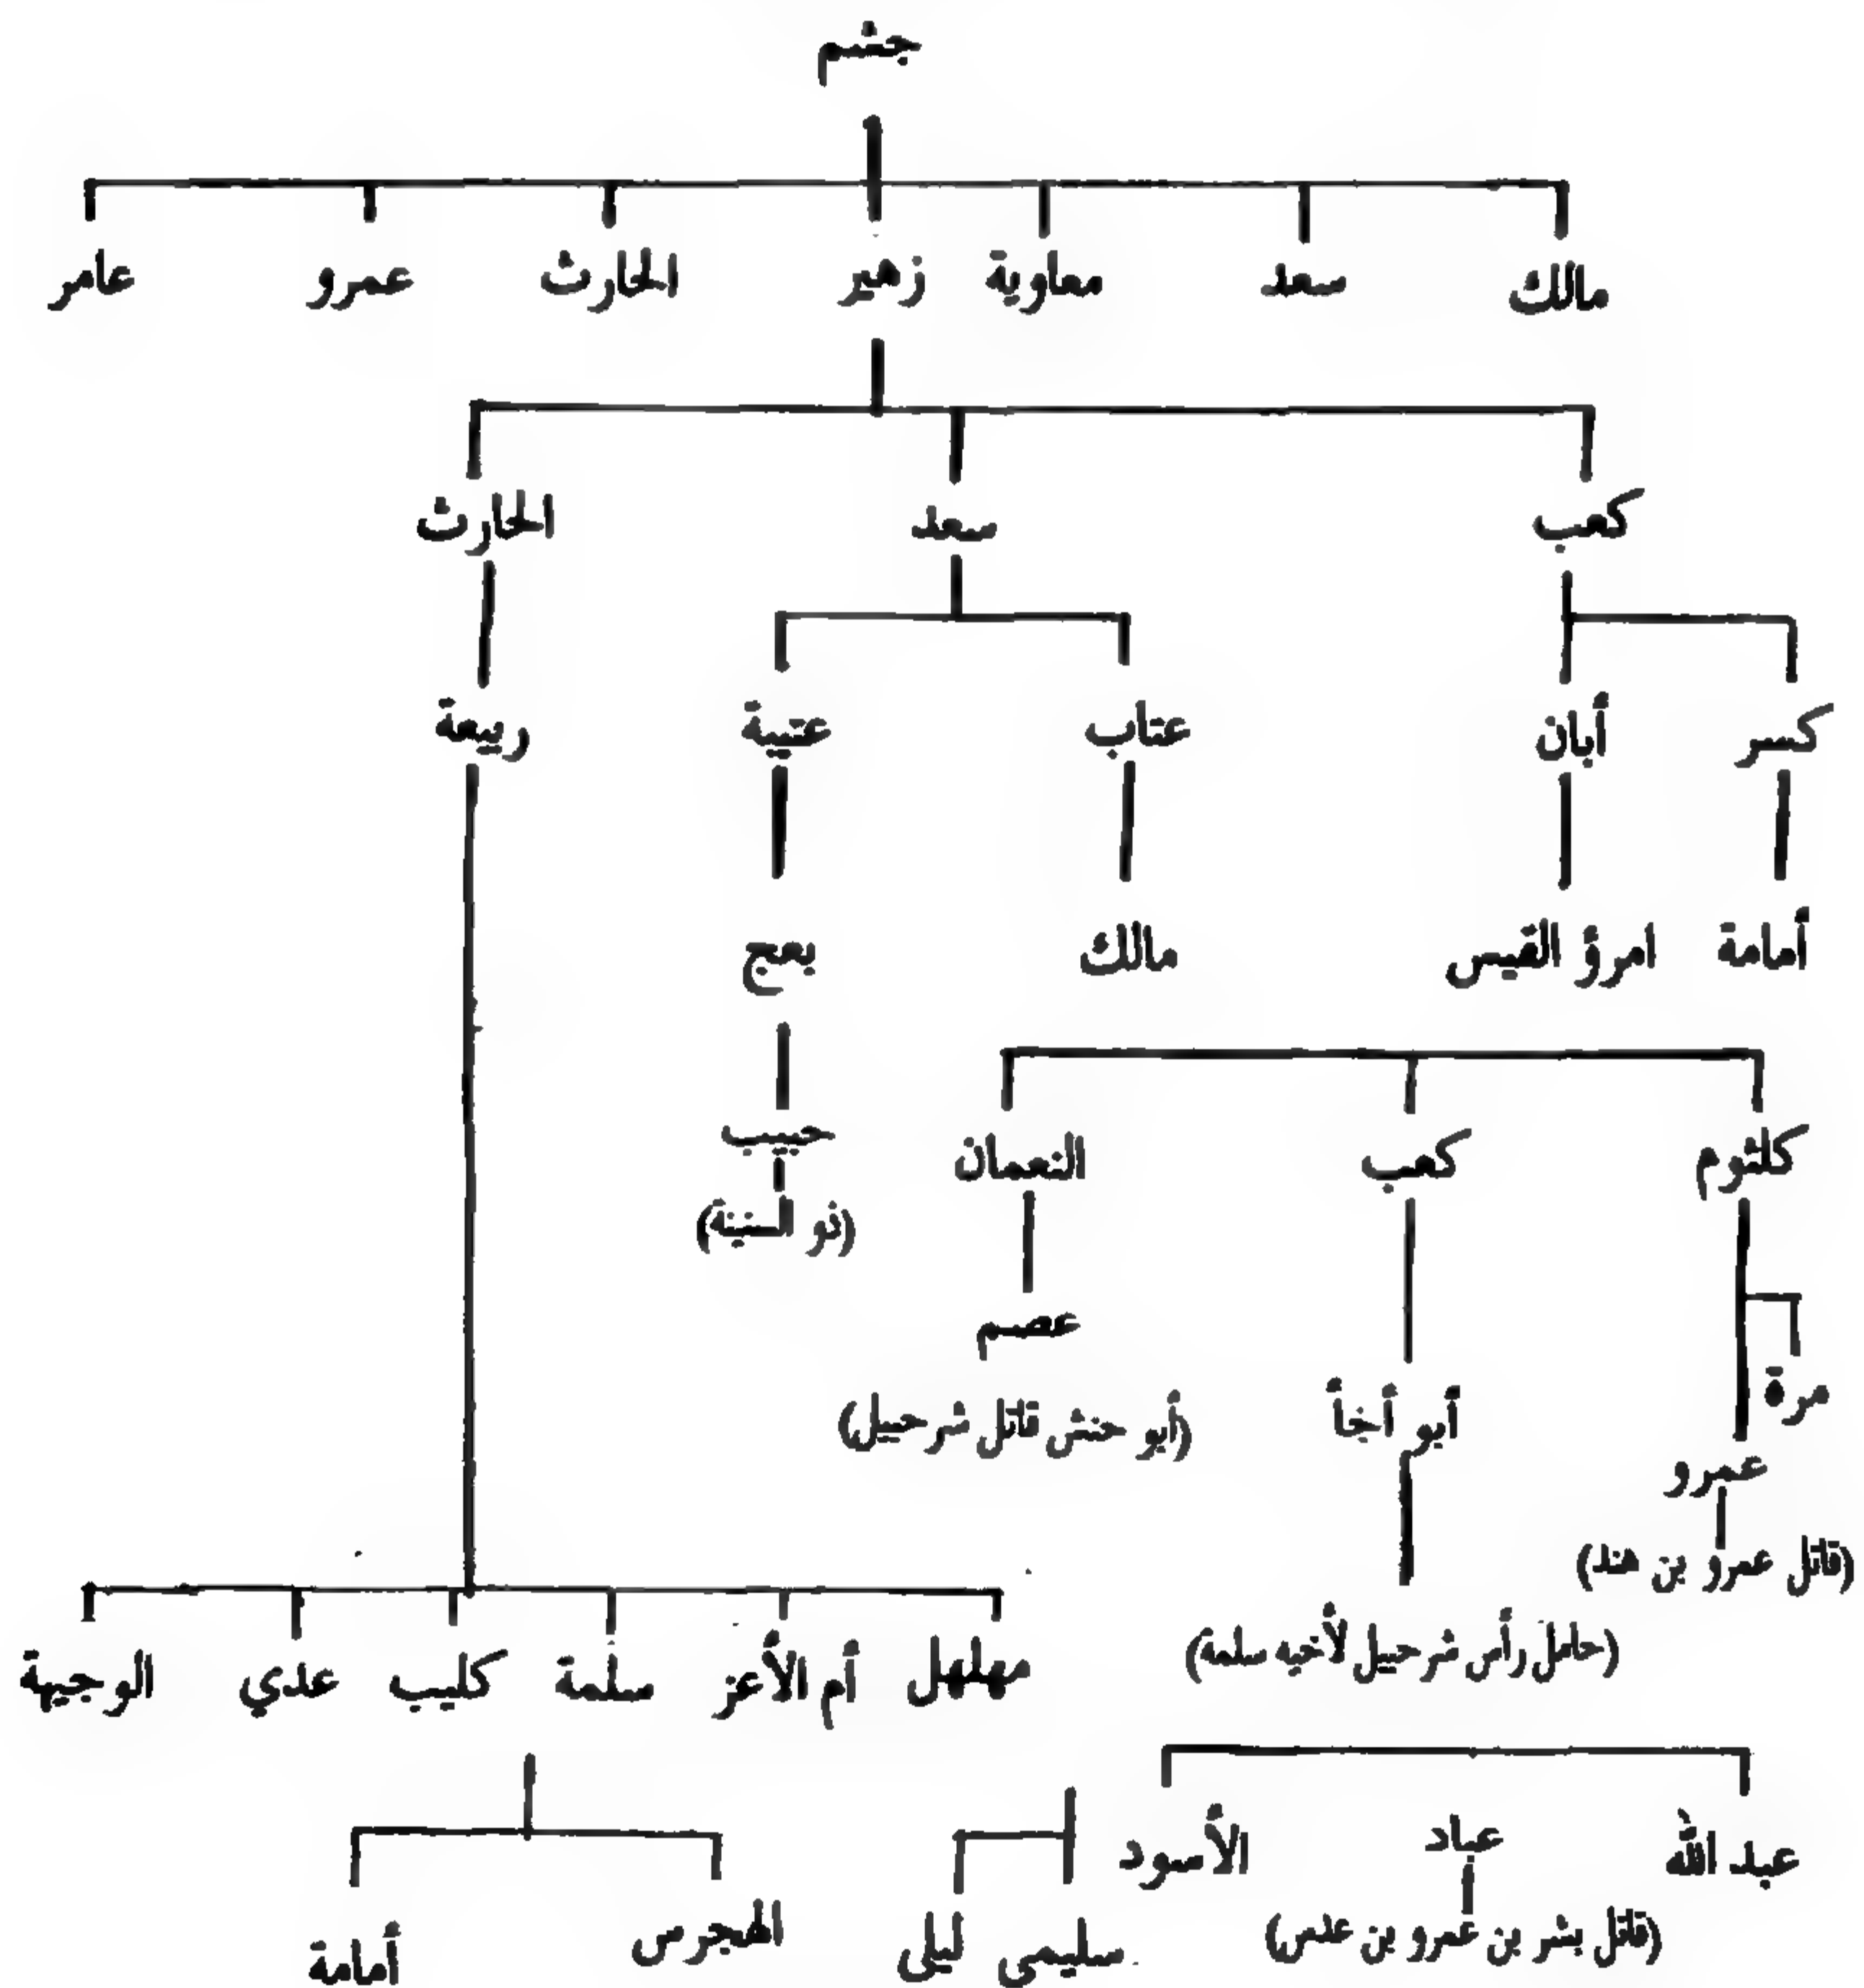 جشم
مالك سعد معاوية زهير الحارث عمرو عامر
كعب سعد الحارث
كسر أبان عتاب عتيبة ربيعة
أمامة امرؤ القيس مالك بعج
كلثوم كعب النعمان حبيب
(ذو السنينة)
مرة أبو أخأ عصم
(أبو حنش قاتل شرحبيل)
عمرو
(قاتل عمرو بن هند)
(حامل رأس شرحبيل لأخيه سلمة)
مهلهل أم الأعز سلمة كليب عدي الوجيهة
عبد الله عباد الأسود
(قاتل بشر بن عمرو بن عدس)
سليمى ليلى الهجرس أمامة